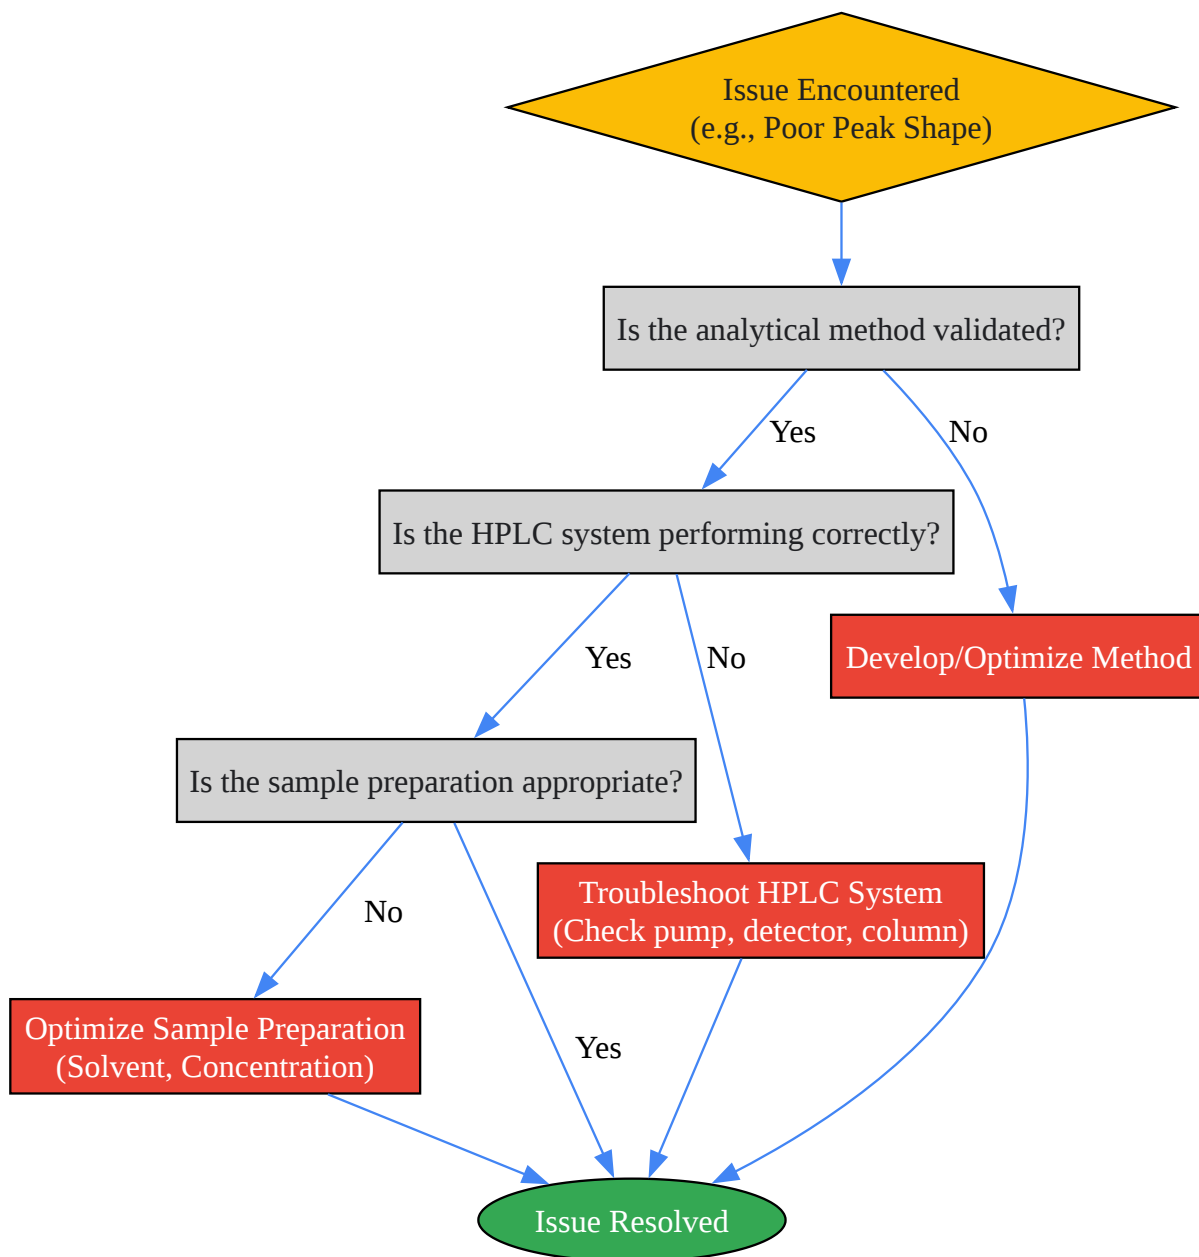 Issue Encountered
(e.g., Poor Peak Shape)
Is the analytical method validated?
Yes
No
Is the HPLC system performing correctly?
Yes
No
Develop/Optimize Method
Is the sample preparation appropriate?
No
Troubleshoot HPLC System
(Check pump, detector, column)
Optimize Sample Preparation
(Solvent, Concentration)
Yes
Issue Resolved